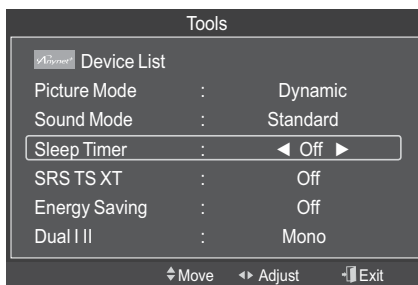 Tools
Anynet+ Device List
Picture Mode : Dynamic
Sound Mode : Standard
Sleep Timer : ◄ Off ►
SRS TS XT : Off
Energy Saving : Off
Dual I II : Mono
Move Adjust Exit